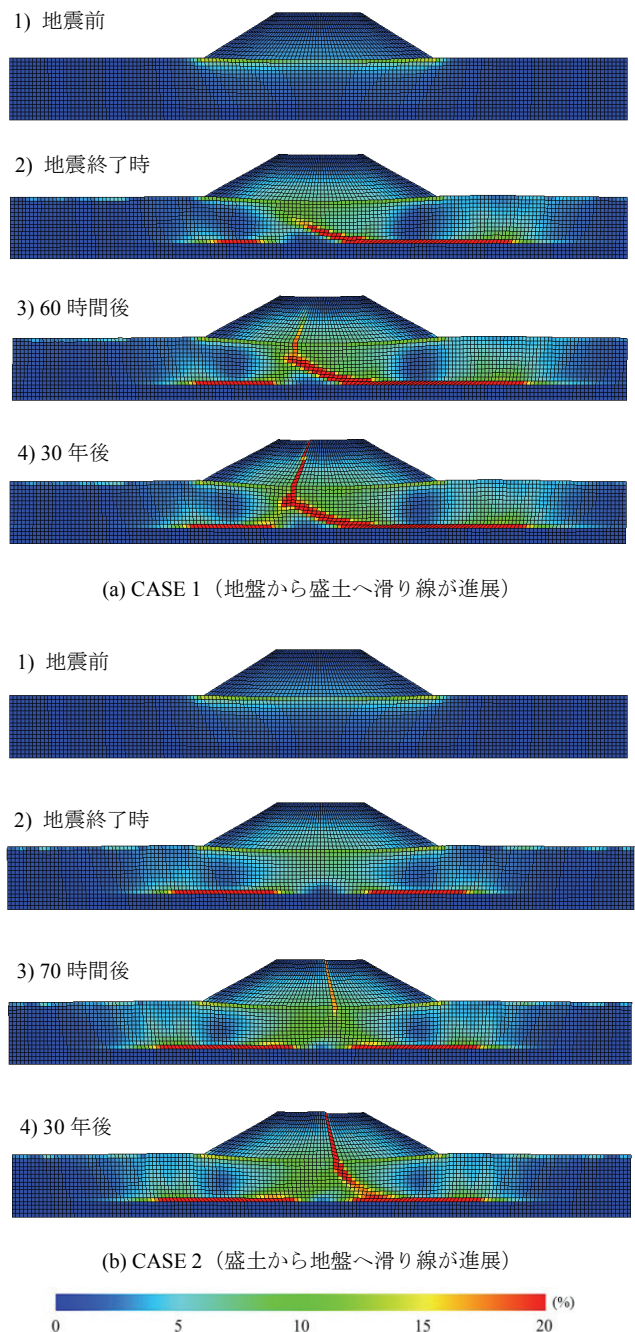 1) 地震前
2) 地震終了時
3) 60 時間後
4) 30 年後
(a) CASE 1（地盤から盛土へ滑り線が進展）
1) 地震前
2) 地震終了時
3) 70 時間後
4) 30 年後
(b) CASE 2（盛土から地盤へ滑り線が進展）
(%)
0 5 10 15 20